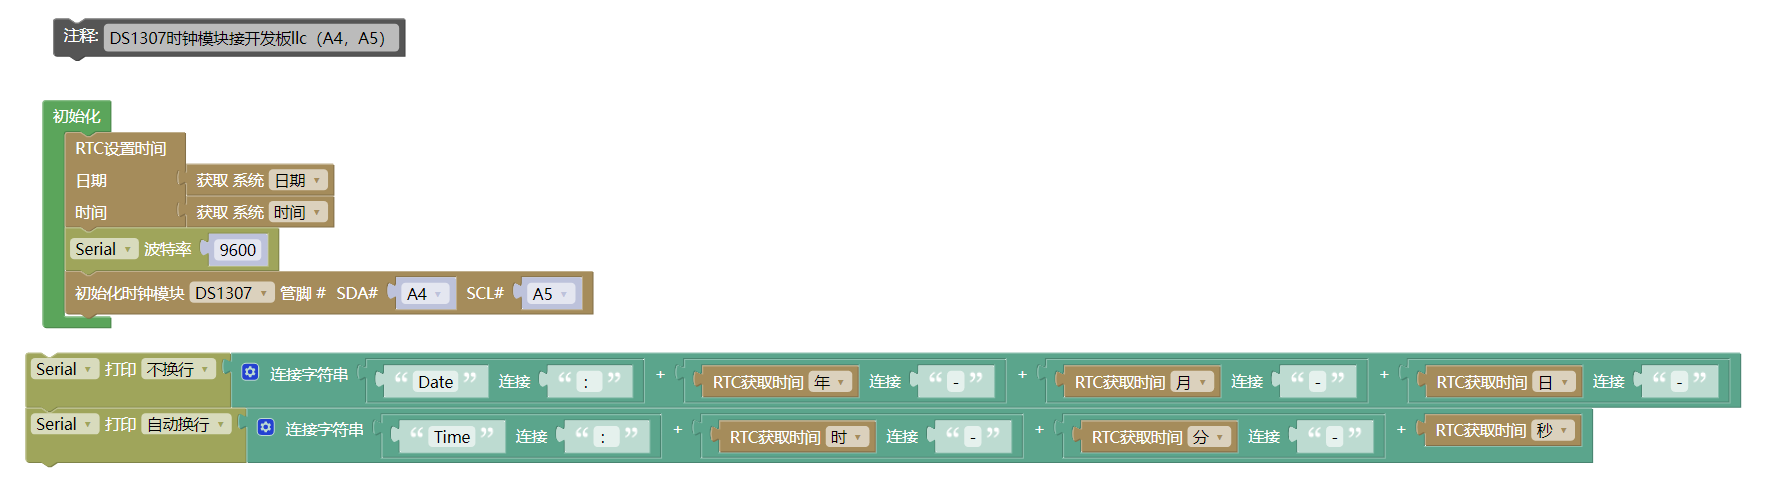 注释: DS1307时钟模块接开发板llc（A4，A5）
初始化
RTC设置时间
日期 获取 系统 日期
时间 获取 系统 时间
Serial 波特率 9600
初始化时钟模块 DS1307 管脚 # SDA# A4 SCL# A5
Serial 打印 不换行 连接字符串 “ Date ” 连接 “ : ” + RTC获取时间 年 连接 “ - ” + RTC获取时间 月 连接 “ - ” + RTC获取时间 日 连接 “ - ”
Serial 打印 自动换行 连接字符串 “ Time ” 连接 “ : ” + RTC获取时间 时 连接 “ - ” + RTC获取时间 分 连接 “ - ” + RTC获取时间 秒